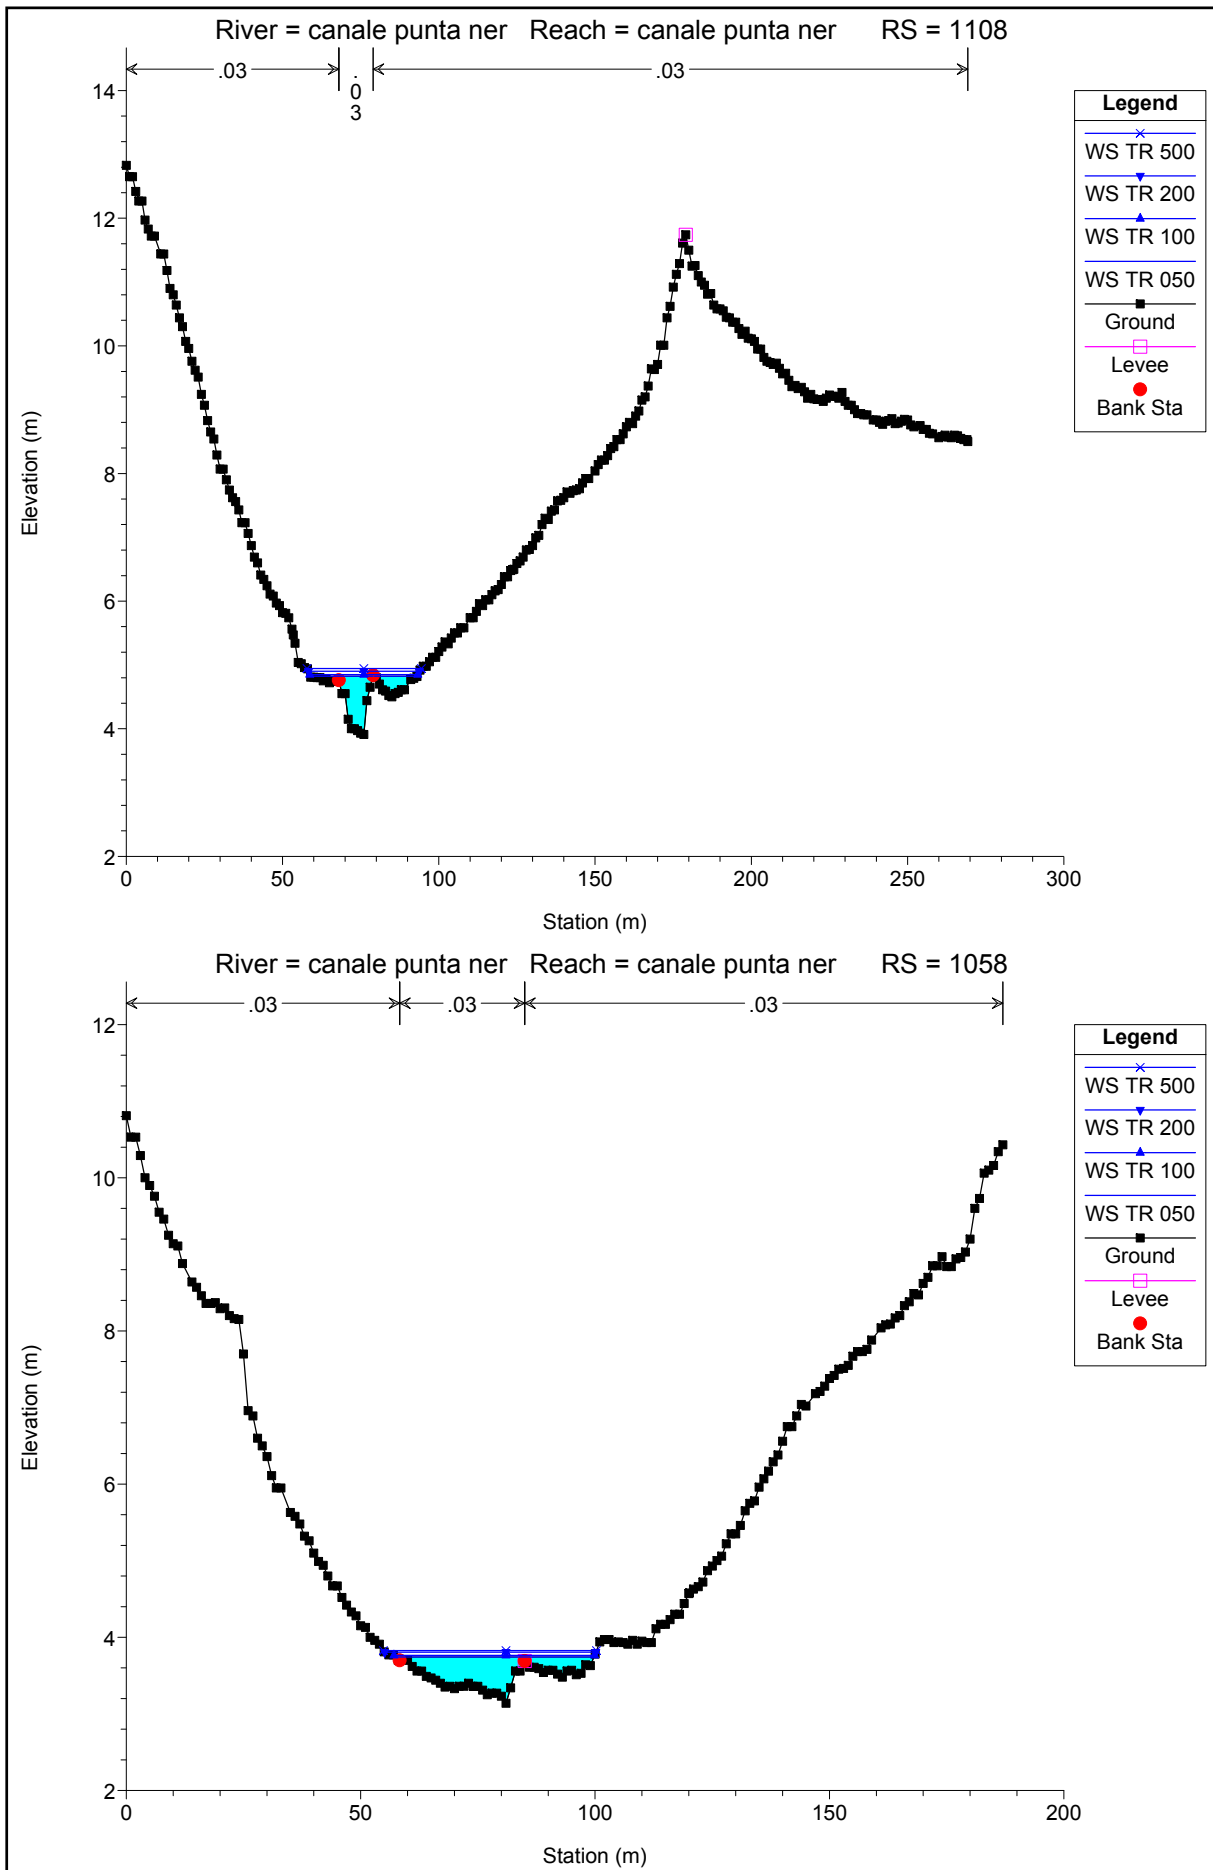 River = canale punta ner Reach = canale punta ner RS = 1108
.03
.03
.03
14
12
10
8
6
4
2
Elevation (m)
0
50
100
150
200
250
300
Station (m)
Legend
WS TR 500
WS TR 200
WS TR 100
WS TR 050
Ground
Levee
Bank Sta
River = canale punta ner Reach = canale punta ner RS = 1058
.03
.03
.03
12
10
8
6
4
2
Elevation (m)
0
50
100
150
200
Station (m)
Legend
WS TR 500
WS TR 200
WS TR 100
WS TR 050
Ground
Levee
Bank Sta